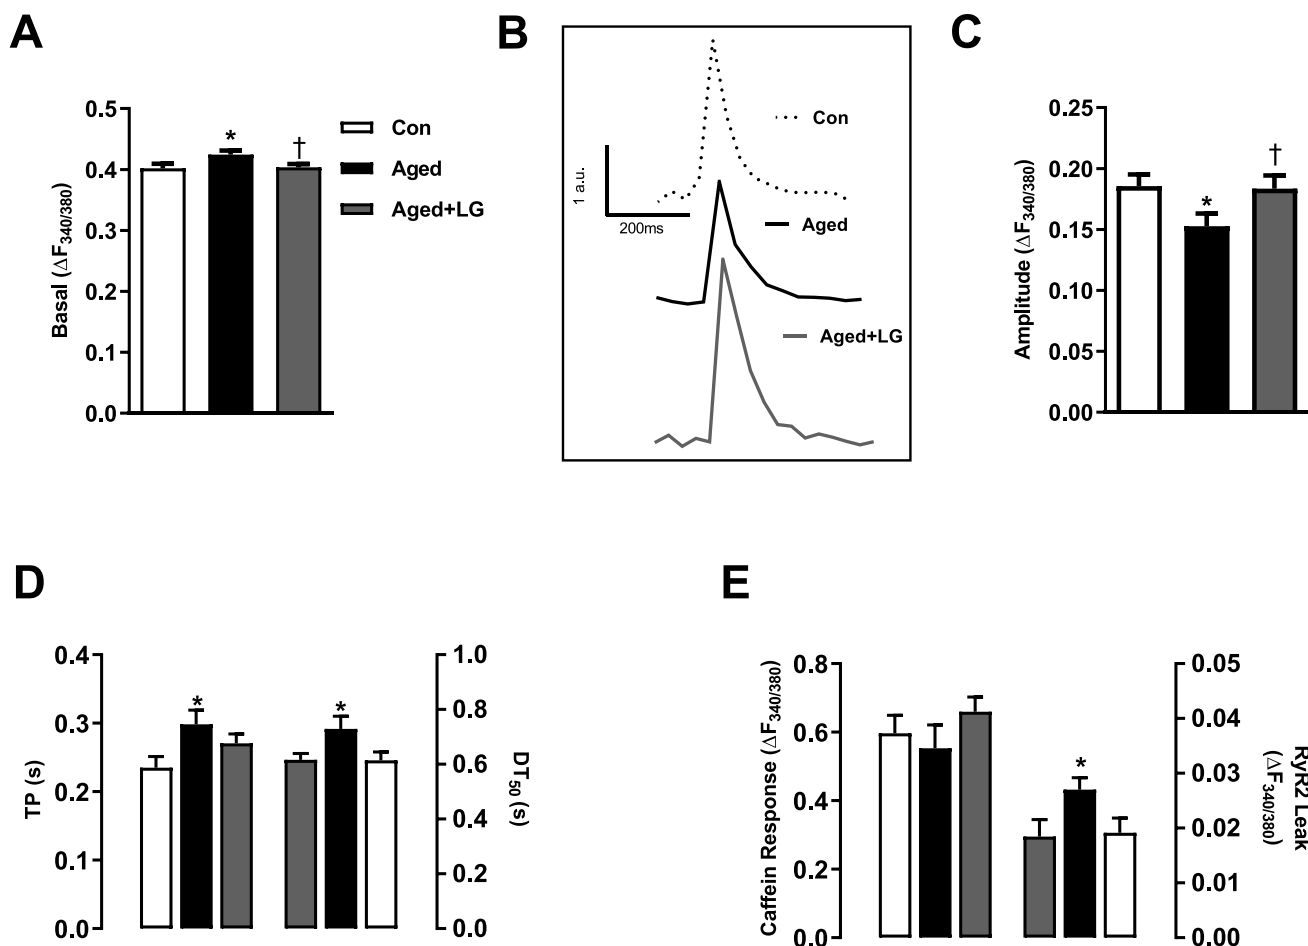 A
Basal (ΔF340/380)
0.5
0.4
0.3
0.2
0.1
0.0
*
†
Con
Aged
Aged+LG
B
1 a.u.
200ms
Con
Aged
Aged+LG
C
Amplitude (ΔF340/380)
0.25
0.20
0.15
0.10
0.05
0.00
*
†
D
TP (s)
0.4
0.3
0.2
0.1
0.0
*
*
1.0
0.8
0.6
0.4
0.2
0.0
DT50 (s)
E
Caffein Response (ΔF340/380)
0.8
0.6
0.4
0.2
0.0
*
0.05
0.04
0.03
0.02
0.01
0.00
RyR2 Leak
(ΔF340/380)